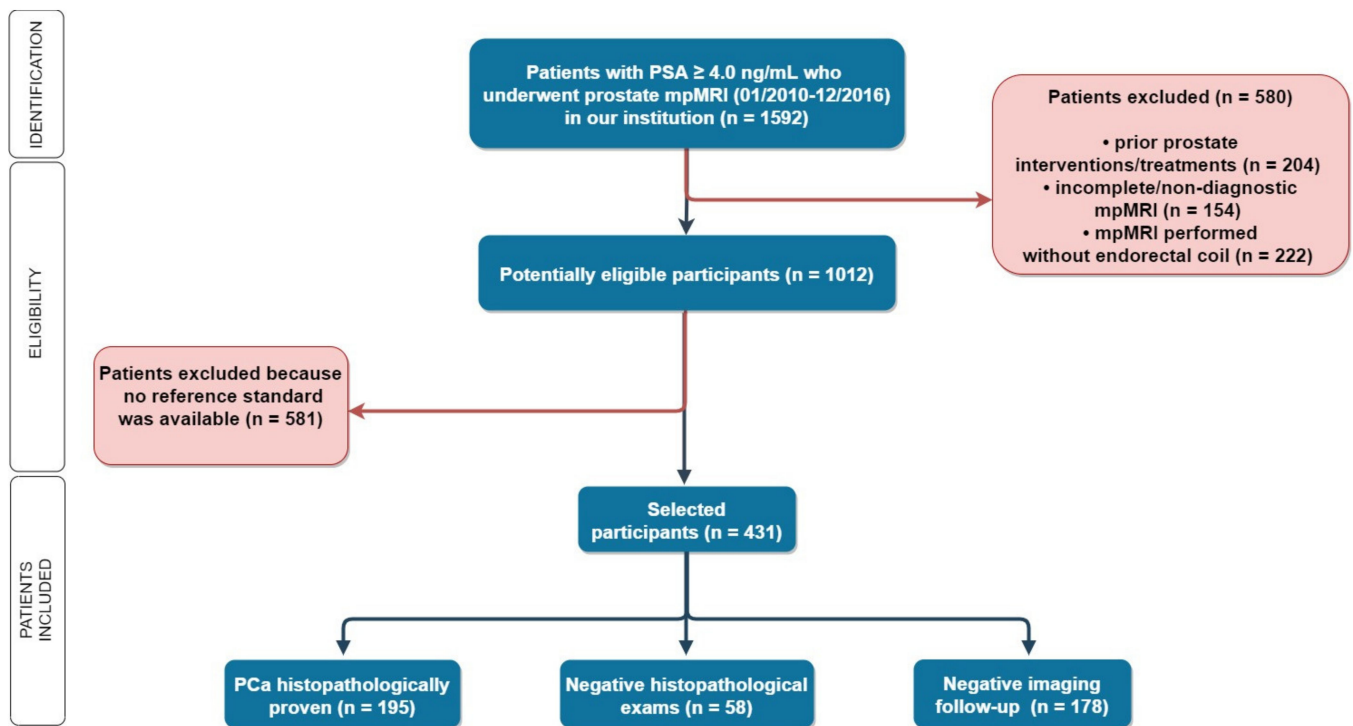 IDENTIFICATION
Patients with PSA ≥ 4.0 ng/mL who
underwent prostate mpMRI (01/2010-12/2016)
in our institution (n = 1592)
Patients excluded (n = 580)
• prior prostate
interventions/treatments (n = 204)
• incomplete/non-diagnostic
mpMRI (n = 154)
• mpMRI performed
without endorectal coil (n = 222)
ELIGIBILITY
Potentially eligible participants (n = 1012)
Patients excluded because
no reference standard
was available (n = 581)
PATIENTS
INCLUDED
Selected
participants (n = 431)
PCa histopathologically
proven (n = 195)
Negative histopathological
exams (n = 58)
Negative imaging
follow-up (n = 178)